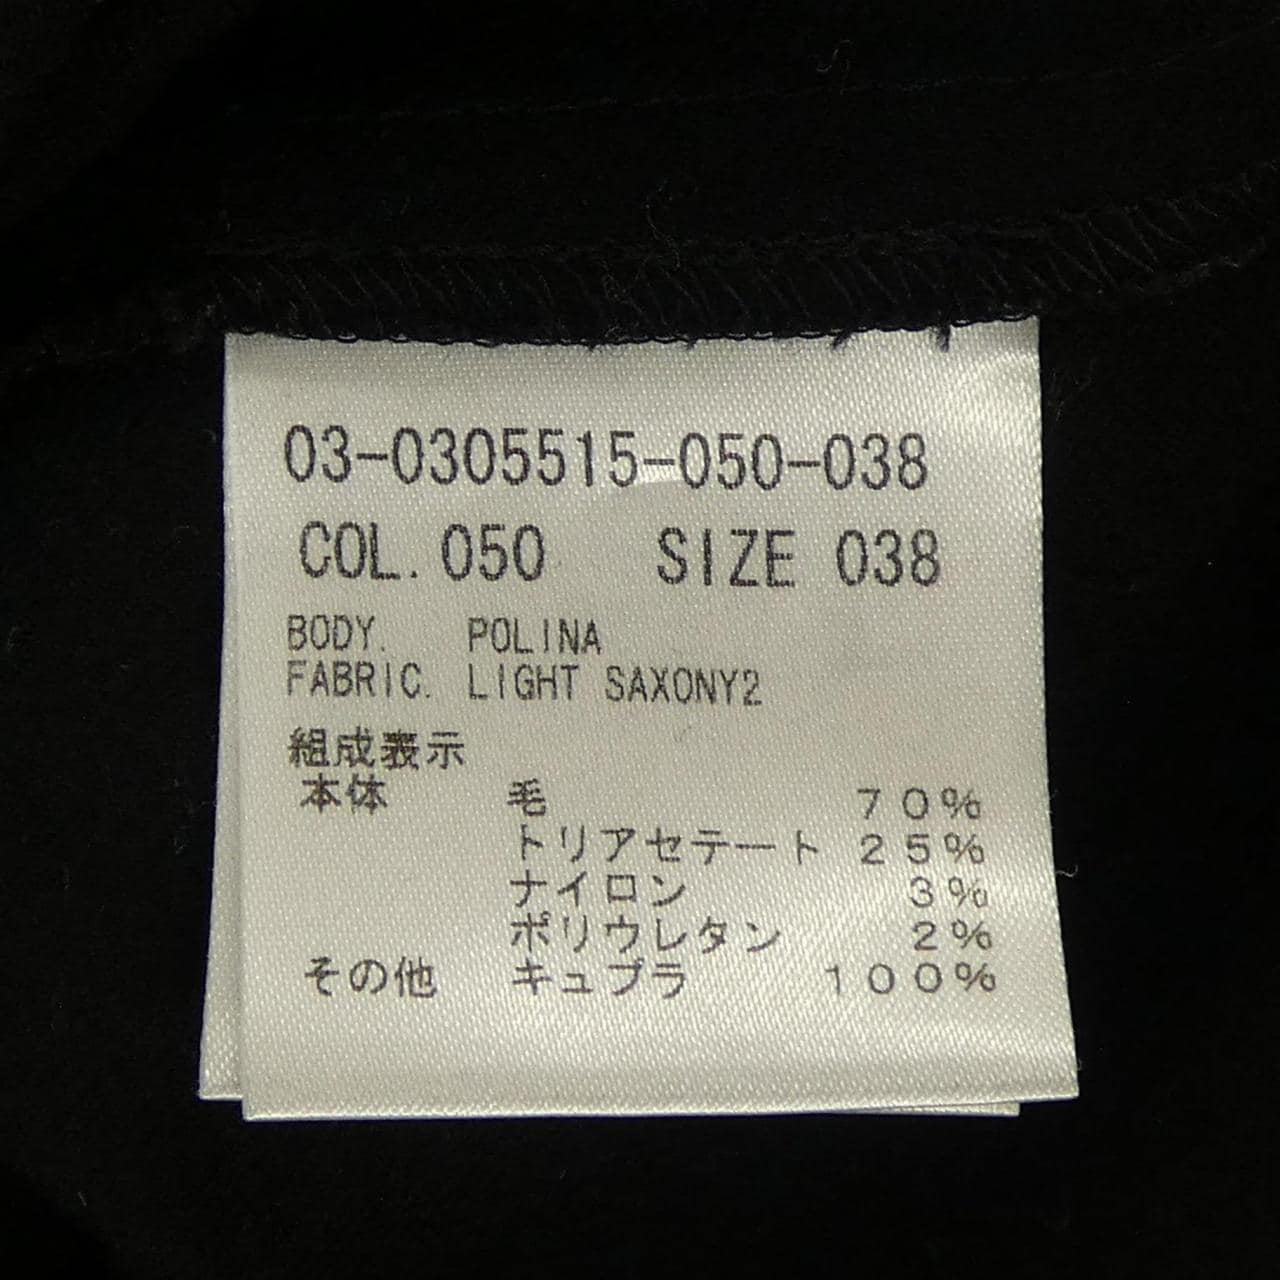 03-0305515-050-038
COL. 050 SIZE 038
BODY. POLINA
FABRIC. LIGHT SAXONY2
組成表示
本体 毛 70%
トリアセテート 25%
ナイロン 3%
ポリウレタン 2%
その他 キュプラ 100%